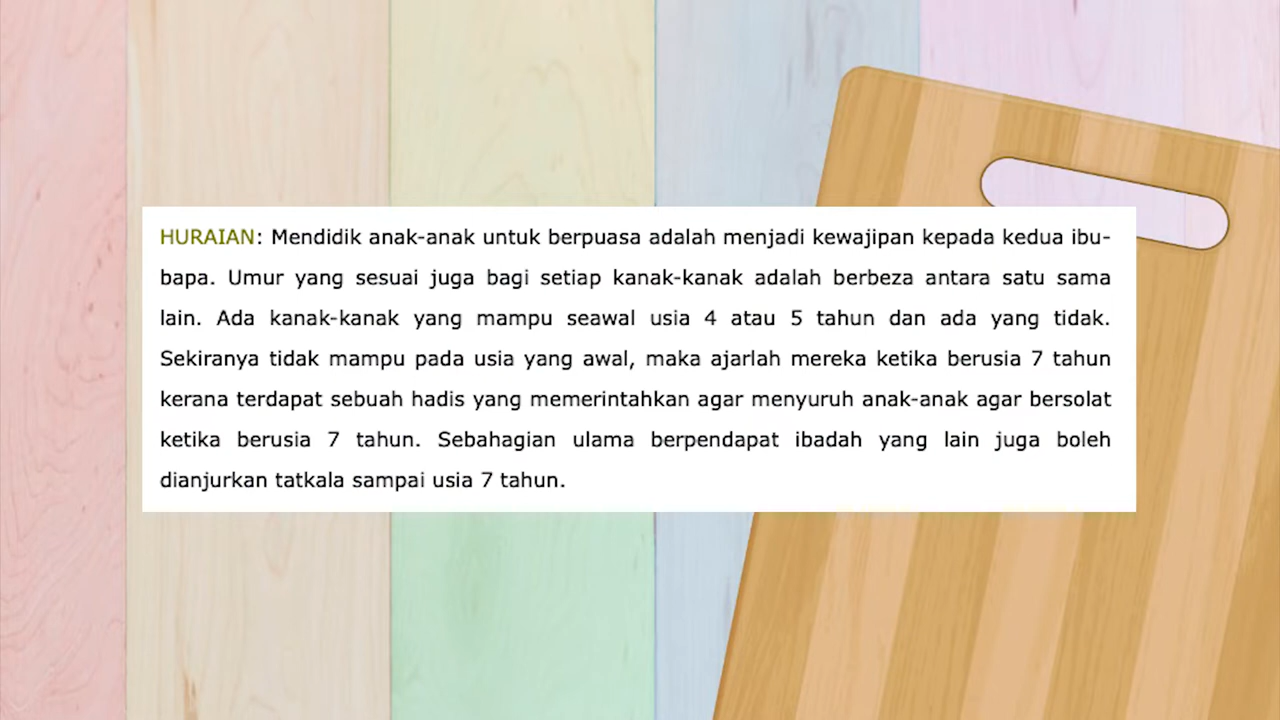 HURAIAN: Mendidik anak-anak untuk berpuasa adalah menjadi kewajipan kepada kedua ibu-
bapa. Umur yang sesuai juga bagi setiap kanak-kanak adalah berbeza antara satu sama
lain. Ada kanak-kanak yang mampu seawal usia 4 atau 5 tahun dan ada yang tidak.
Sekiranya tidak mampu pada usia yang awal, maka ajarlah mereka ketika berusia 7 tahun
kerana terdapat sebuah hadis yang memerintahkan agar menyuruh anak-anak agar bersolat
ketika berusia 7 tahun. Sebahagian ulama berpendapat ibadah yang lain juga boleh
dianjurkan tatkala sampai usia 7 tahun.